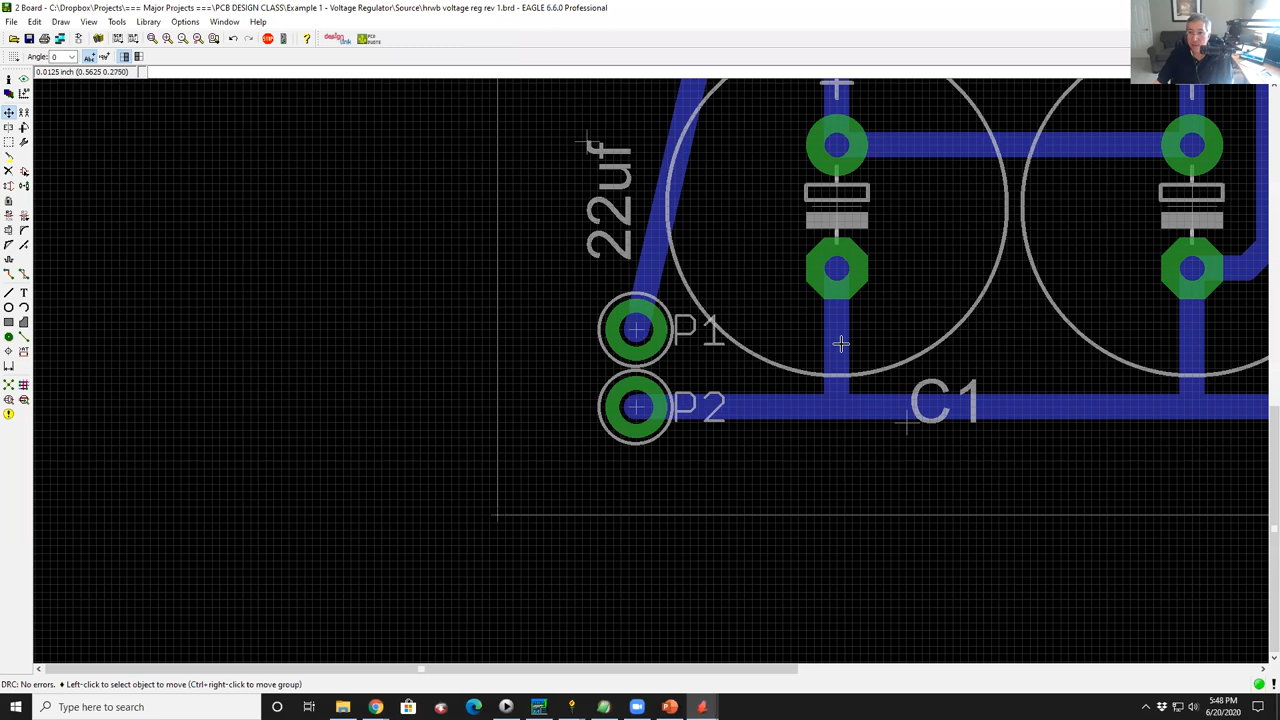 2 Board - C:\Dropbox\Projects\=== Major Projects ===\PCB DESIGN CLASS\Example 1 - Voltage Regulator\Source\hrwb voltage reg rev 1.brd - EAGLE 6.6.0 Professional
File Edit Draw View Tools Library Options Window Help
Angle: 0
0.0125 inch (0.5625 0.2750)
22uf
P1
P2
C1
DRC: No errors. ♦ Left-click to select object to move (Ctrl+right-click to move group)
Type here to search
5:48 PM
6/20/2020